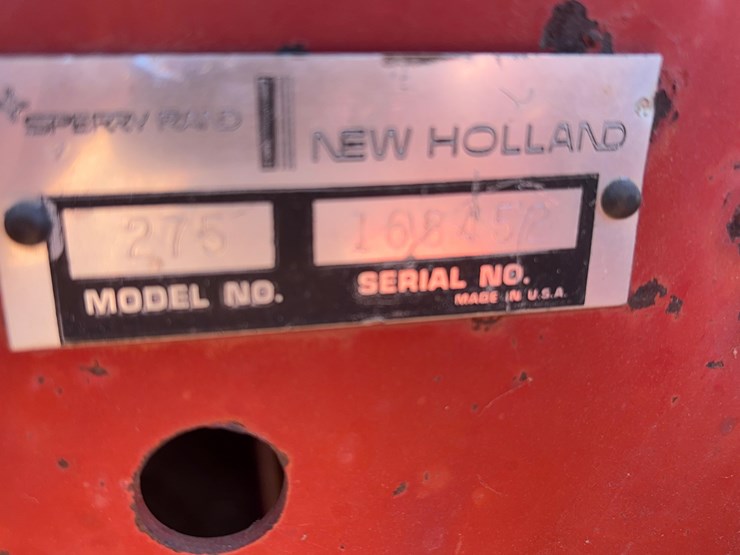 SPERRY RAND
NEW HOLLAND
275
MODEL NO.
SERIAL NO.
MADE IN U.S.A.